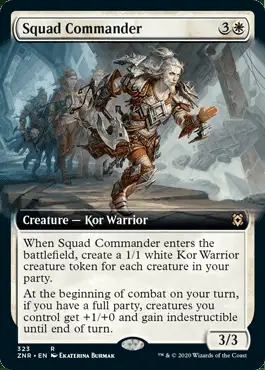 Squad Commander 3
Creature — Kor Warrior
When Squad Commander enters the
battlefield, create a 1/1 white Kor Warrior
creature token for each creature in your
party.
At the beginning of combat on your turn,
if you have a full party, creatures you
control get +1/+0 and gain indestructible
until end of turn.
3/3
323 R
ZNR • EN Ekaterina Burmak
™ & © 2020 Wizards of the Coast